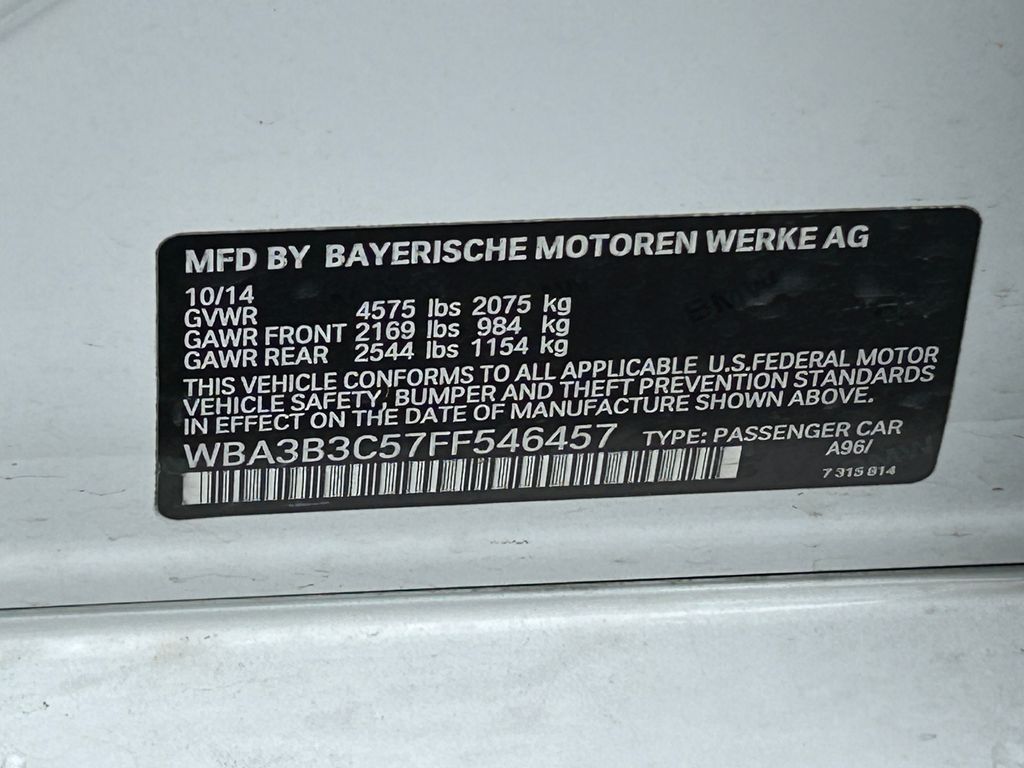 MFD BY BAYERISCHE MOTOREN WERKE AG
10/14
GVWR 4575 lbs 2075 kg
GAWR FRONT 2169 lbs 984 kg
GAWR REAR 2544 lbs 1154 kg
THIS VEHICLE CONFORMS TO ALL APPLICABLE U.S.FEDERAL MOTOR
VEHICLE SAFETY, BUMPER AND THEFT PREVENTION STANDARDS
IN EFFECT ON THE DATE OF MANUFACTURE SHOWN ABOVE.
WBA3B3C57FF546457 TYPE: PASSENGER CAR
A96/
7 315 814